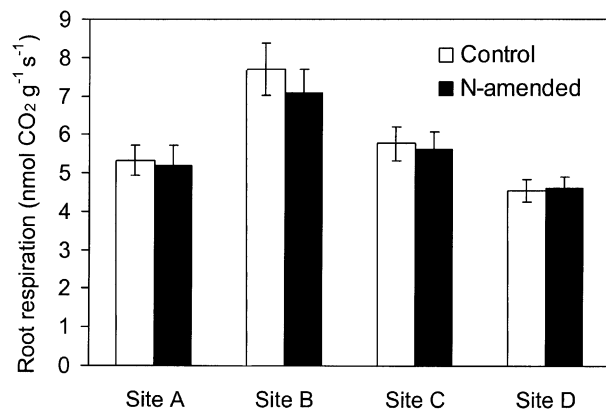 Root respiration (nmol CO₂ g⁻¹ s⁻¹)
9
8
7
6
5
4
3
2
1
0
Control
N-amended
Site A Site B Site C Site D